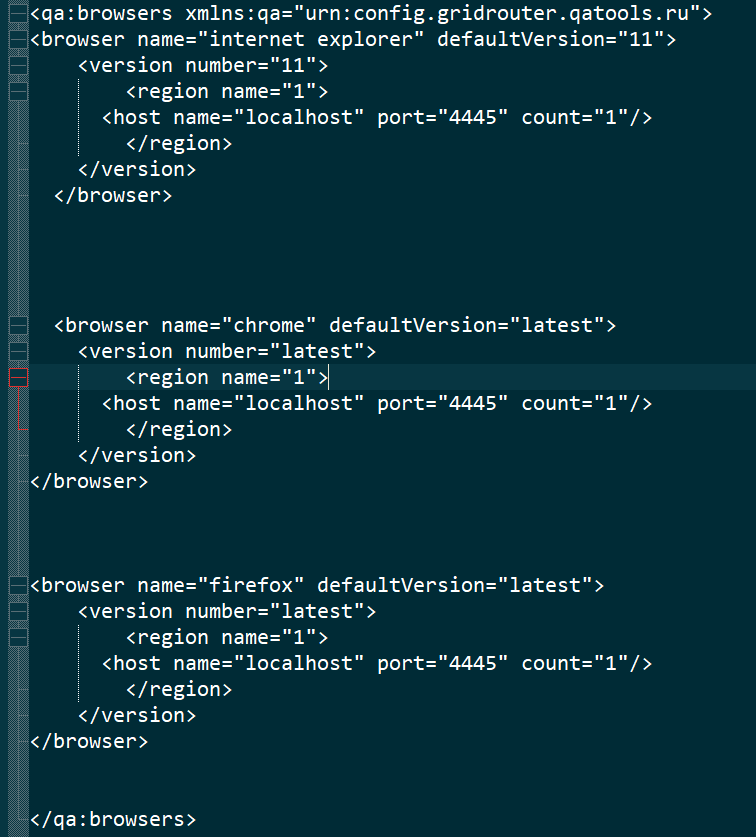 <qa:browsers xmlns:qa="urn:config.gridrouter.qatools.ru">
<browser name="internet explorer" defaultVersion="11">
    <version number="11">
        <region name="1">
      <host name="localhost" port="4445" count="1"/>
        </region>
    </version>
  </browser>
  <browser name="chrome" defaultVersion="latest">
    <version number="latest">
        <region name="1">
      <host name="localhost" port="4445" count="1"/>
        </region>
    </version>
</browser>
<browser name="firefox" defaultVersion="latest">
    <version number="latest">
        <region name="1">
      <host name="localhost" port="4445" count="1"/>
        </region>
    </version>
</browser>
</qa:browsers>